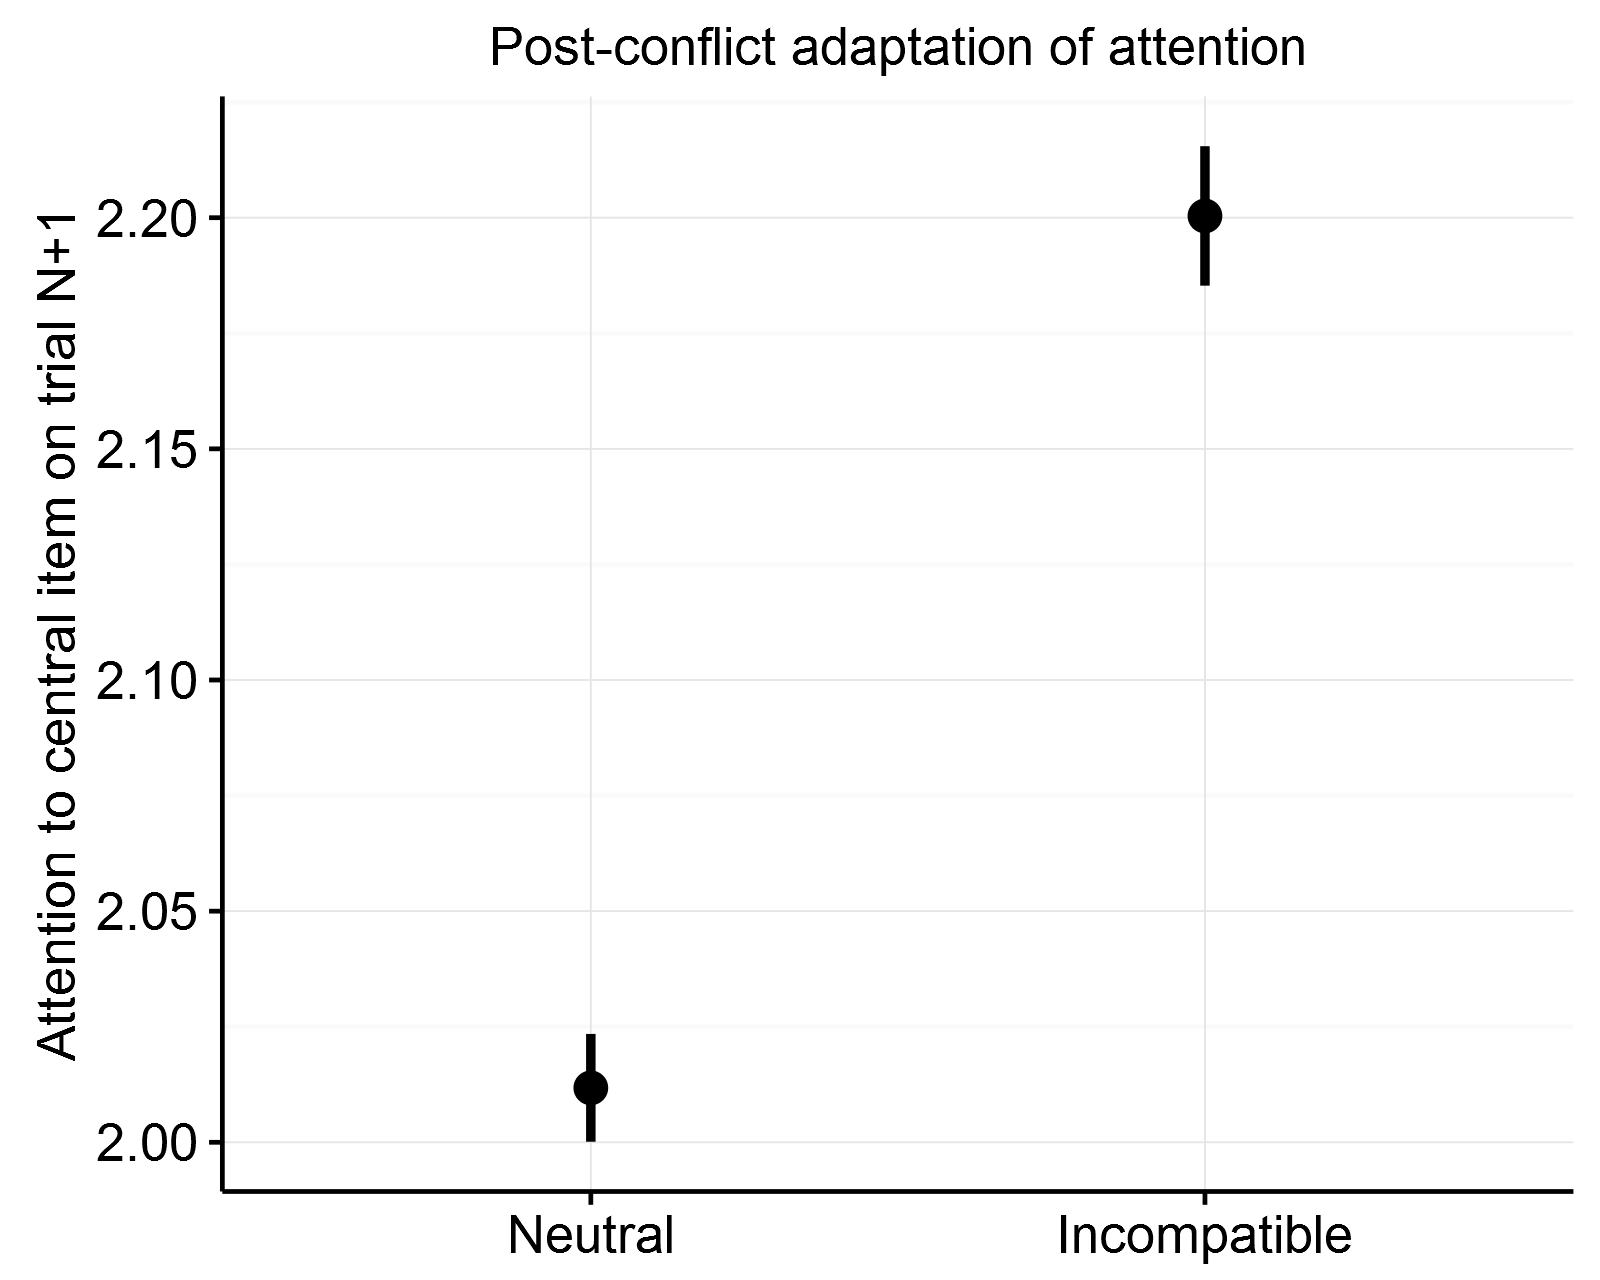 Post-conflict adaptation of attention
Attention to central item on trial N+1
2.20
2.15
2.10
2.05
2.00
Neutral
Incompatible